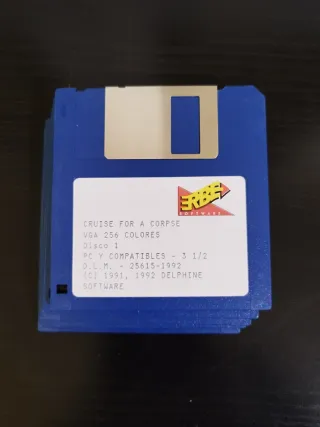 ERBE
SOFTWARE
CRUISE FOR A CORPSE
VGA 256 COLORES
Disco 1
PC Y COMPATIBLES - 3 1/2
D.L.M. - 25615-1992
(C) 1991, 1992 DELPHINE
SOFTWARE